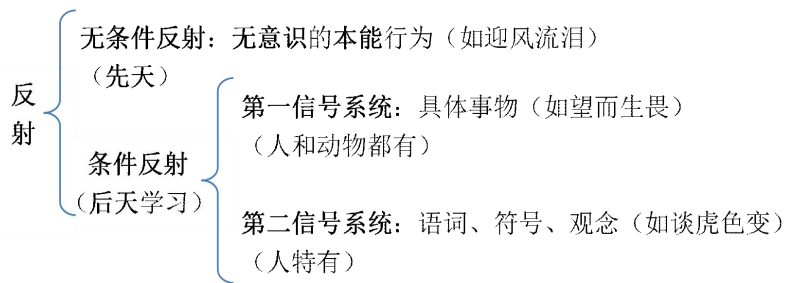 反射
无条件反射：无意识的本能行为（如迎风流泪）
（先天）
条件反射
（后天学习）
第一信号系统：具体事物（如望而生畏）
（人和动物都有）
第二信号系统：语词、符号、观念（如谈虎色变）
（人特有）